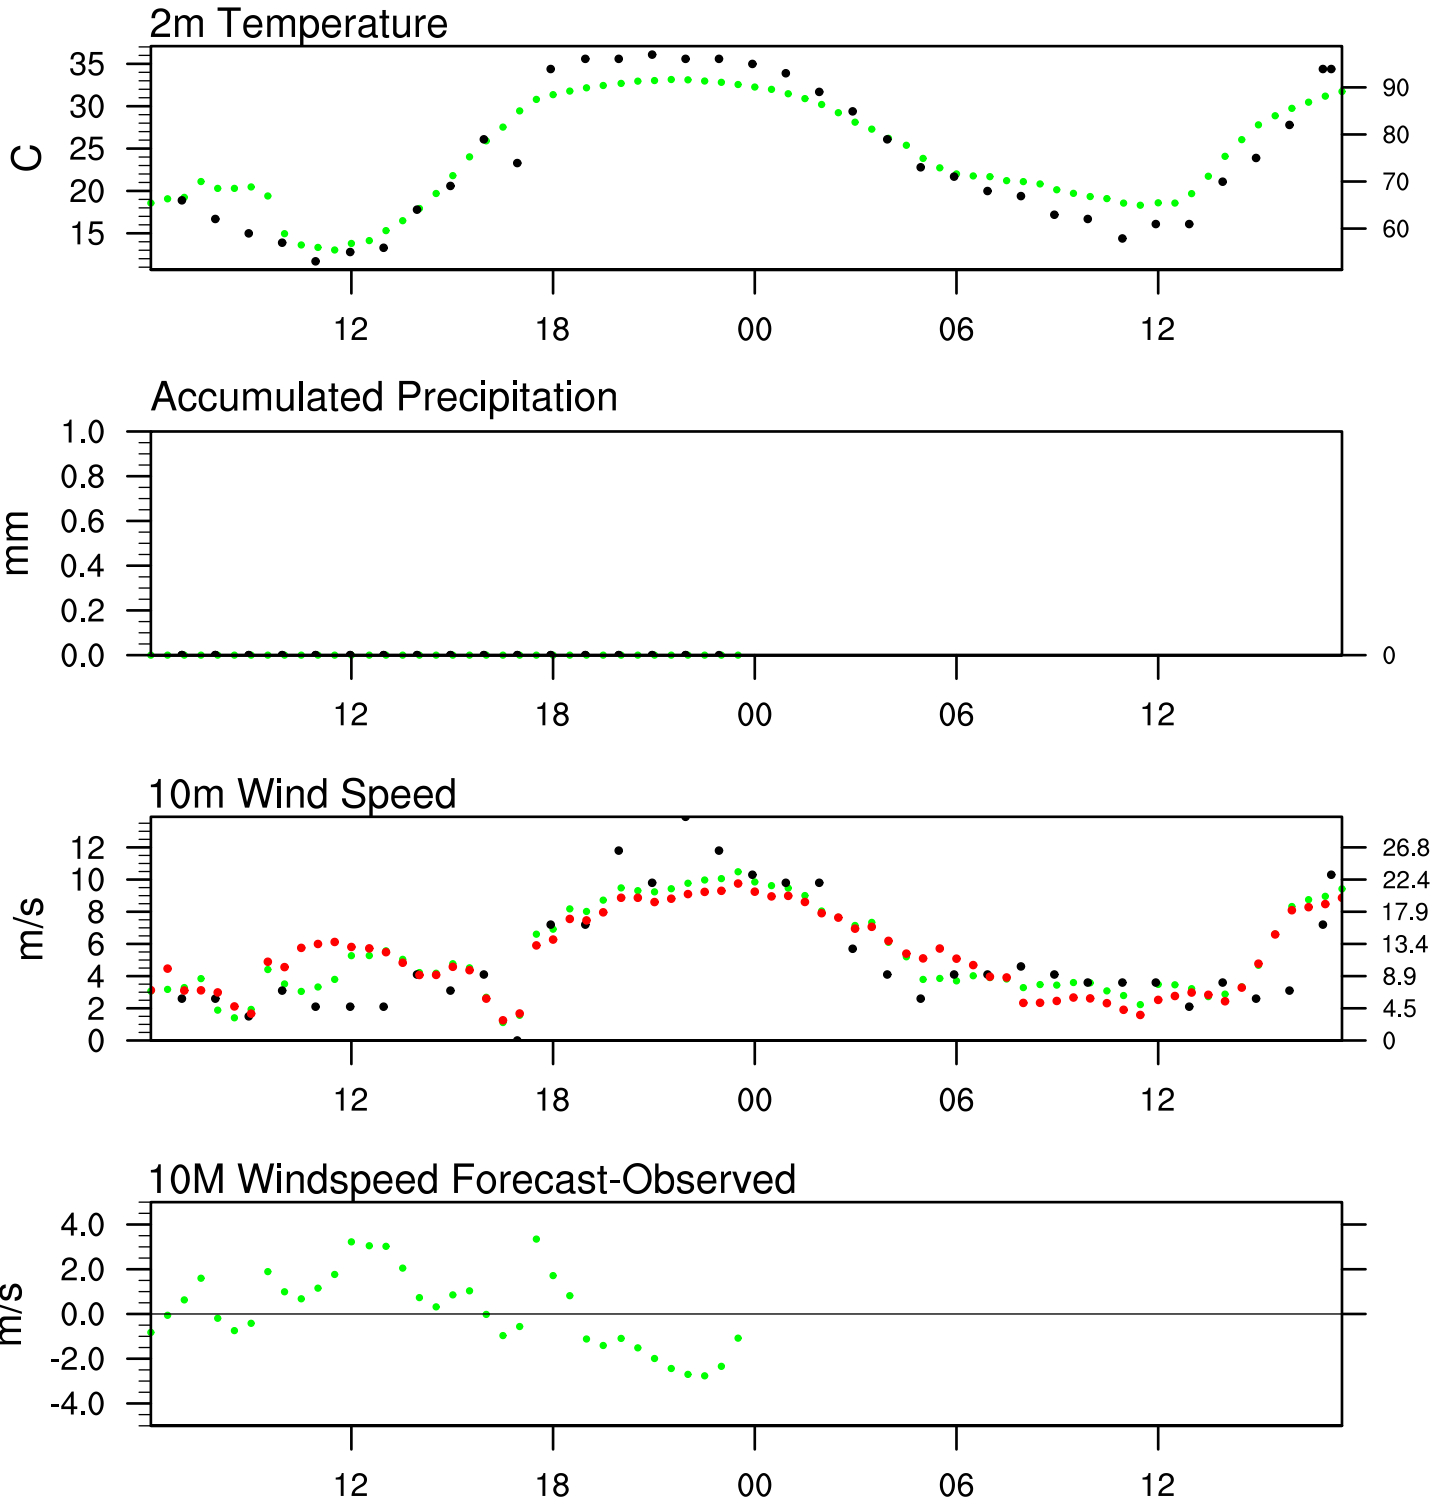 2m Temperature
35
30
25
20
15
C
90
80
70
60
12 18 00 06 12
Accumulated Precipitation
1.0
0.8
0.6
0.4
0.2
0.0
mm
0
12 18 00 06 12
10m Wind Speed
12
10
8
6
4
2
0
m/s
26.8
22.4
17.9
13.4
8.9
4.5
0
12 18 00 06 12
10M Windspeed Forecast-Observed
4.0
2.0
0.0
-2.0
-4.0
m/s
12 18 00 06 12